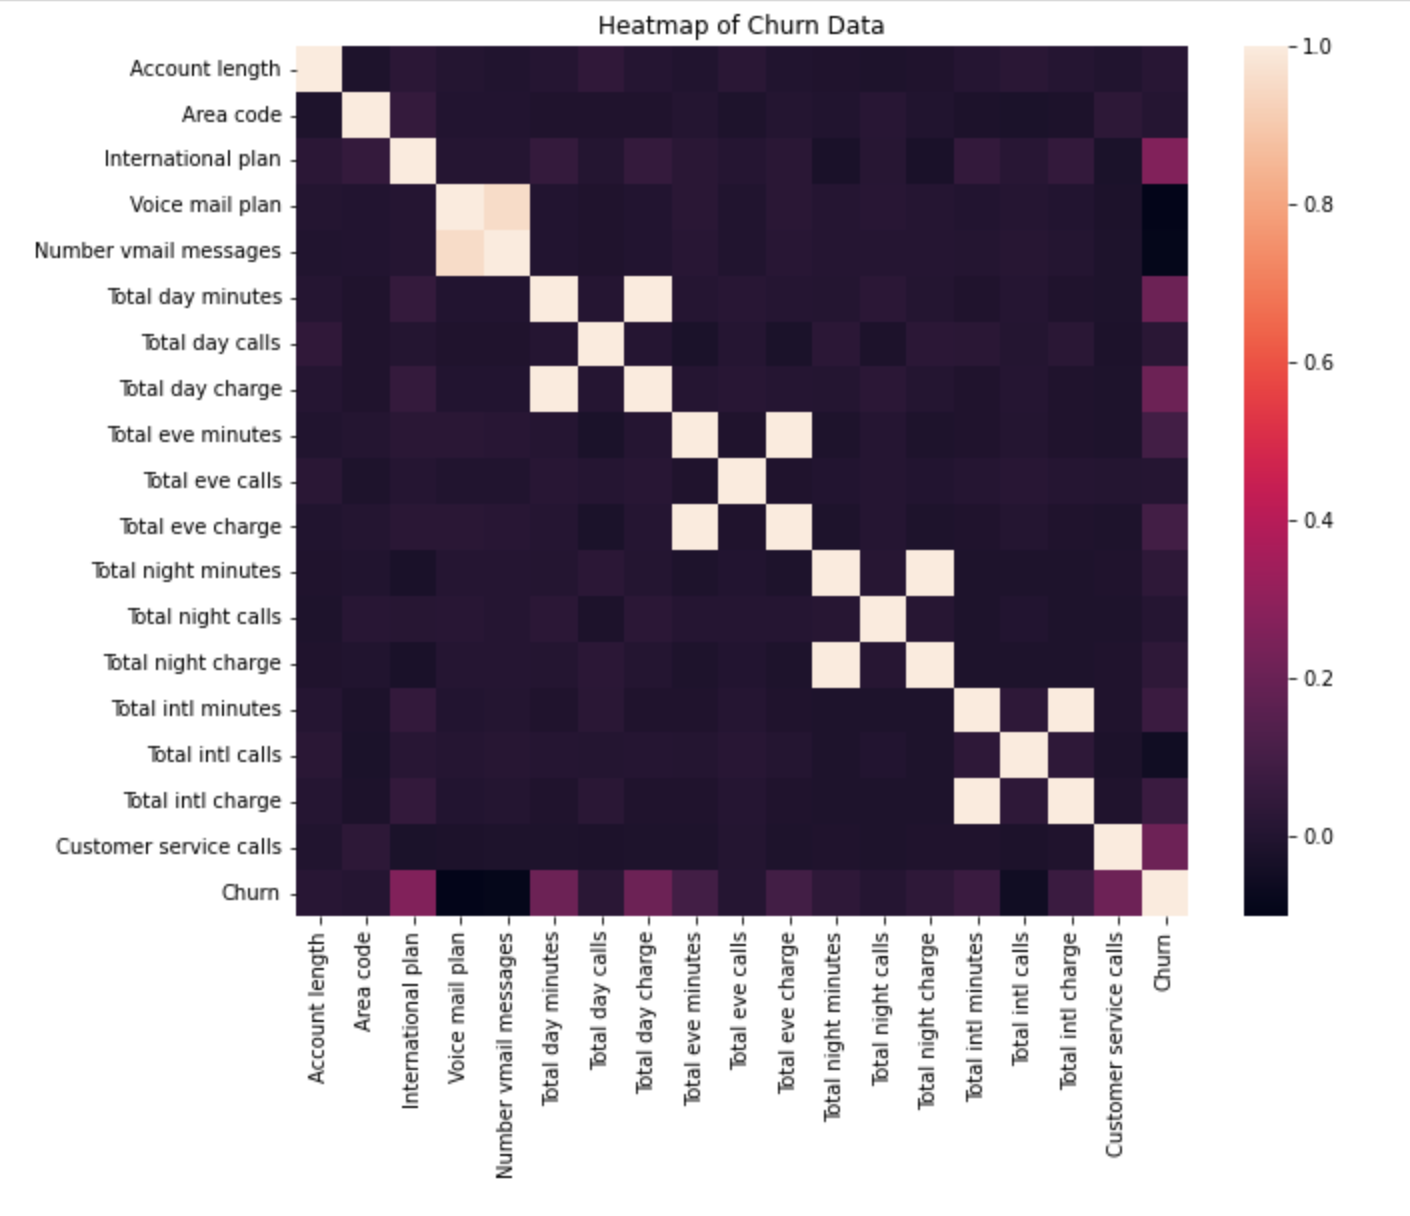 Heatmap of Churn Data
Account length
Area code
International plan
Voice mail plan
Number vmail messages
Total day minutes
Total day calls
Total day charge
Total eve minutes
Total eve calls
Total eve charge
Total night minutes
Total night calls
Total night charge
Total intl minutes
Total intl calls
Total intl charge
Customer service calls
Churn
Account length
Area code
International plan
Voice mail plan
Number vmail messages
Total day minutes
Total day calls
Total day charge
Total eve minutes
Total eve calls
Total eve charge
Total night minutes
Total night calls
Total night charge
Total intl minutes
Total intl calls
Total intl charge
Customer service calls
Churn
1.0
0.8
0.6
0.4
0.2
0.0